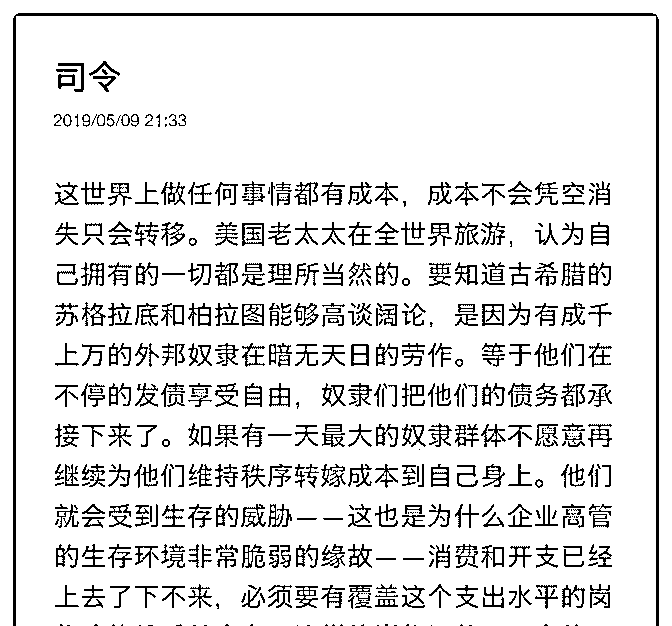 司令
2019/05/09 21:33
这世界上做任何事情都有成本，成本不会凭空消
失只会转移。美国老太太在全世界旅游，认为自
己拥有的一切都是理所当然的。要知道古希腊的
苏格拉底和柏拉图能够高谈阔论，是因为有成千
上万的外邦奴隶在暗无天日的劳作。等于他们在
不停的发债享受自由，奴隶们把他们的债务都承
接下来了。如果有一天最大的奴隶群体不愿意再
继续为他们维持秩序转嫁成本到自己身上。他们
就会受到生存的威胁——这也是为什么企业高管
的生存环境非常脆弱的缘故——消费和开支已经
上去了下不来，必须要有覆盖这个支出水平的岗